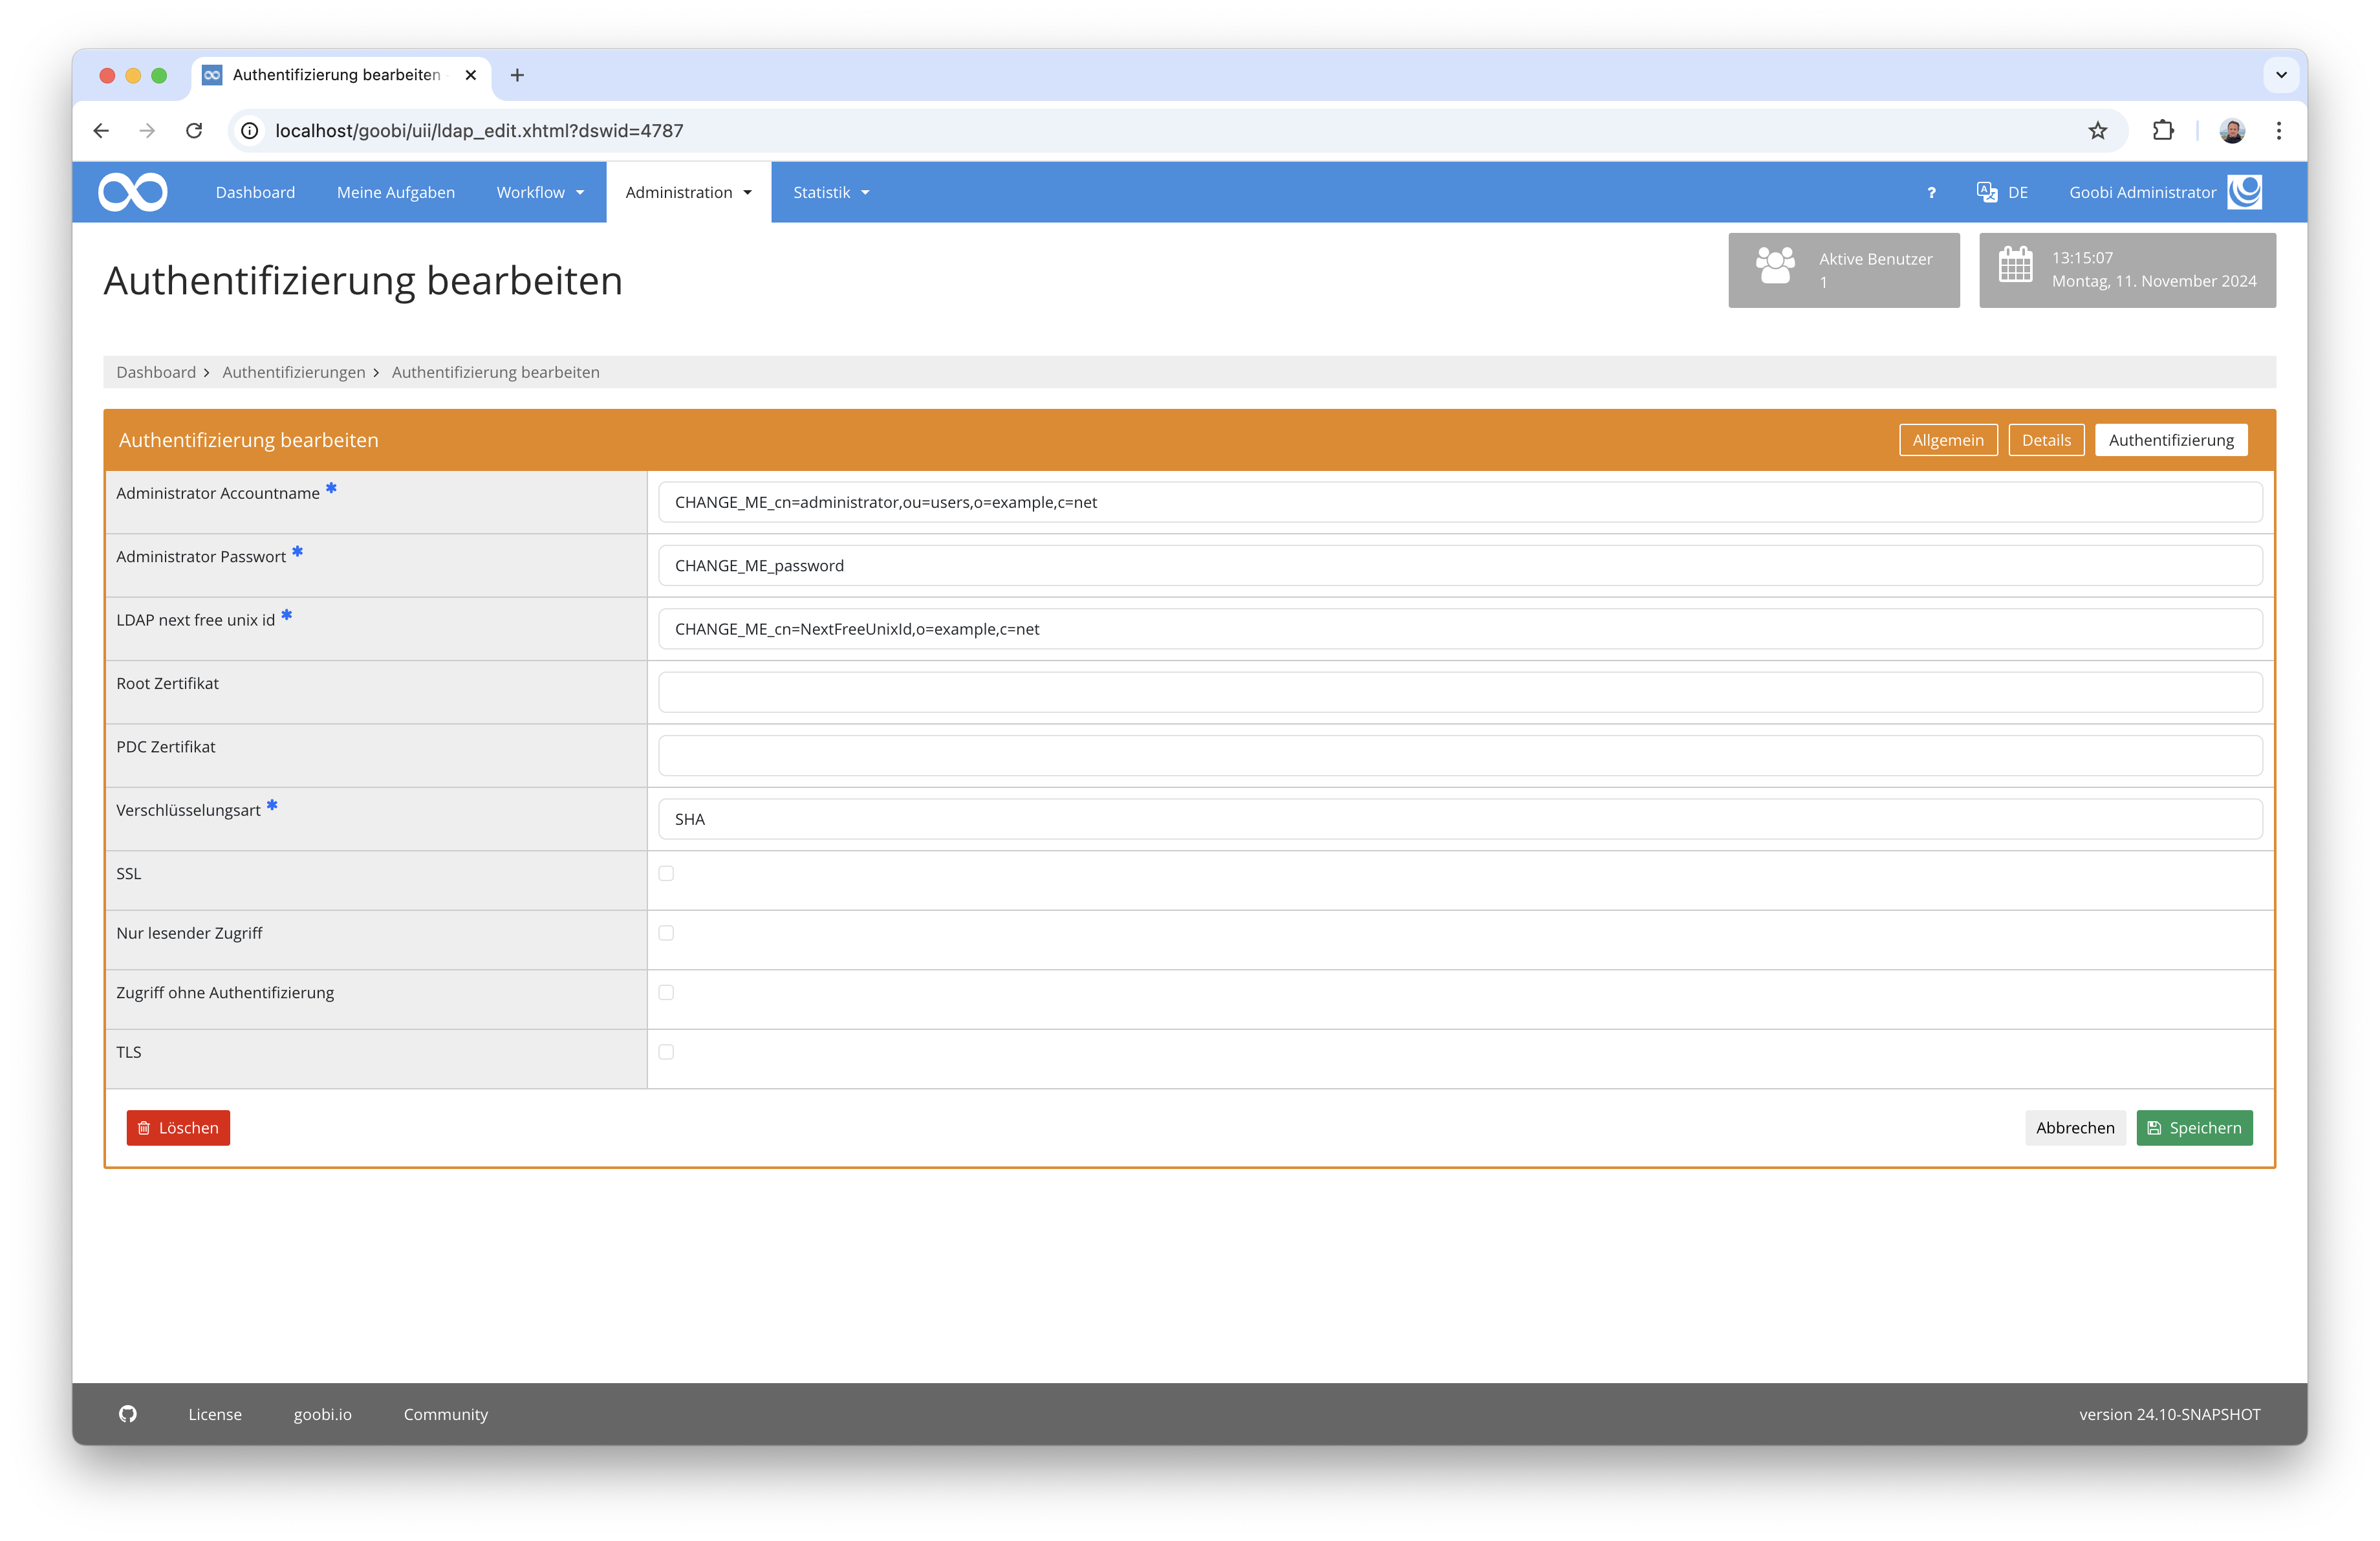 Authentifizierung bearbeiten
localhost/goobi/uii/ldap_edit.xhtml?dswid=4787
Dashboard Meine Aufgaben Workflow Administration Statistik ? DE Goobi Administrator
Authentifizierung bearbeiten
Aktive Benutzer
1
13:15:07
Montag, 11. November 2024
Dashboard > Authentifizierungen > Authentifizierung bearbeiten
Authentifizierung bearbeiten Allgemein Details Authentifizierung
Administrator Accountname * CHANGE_ME_cn=administrator,ou=users,o=example,c=net
Administrator Passwort * CHANGE_ME_password
LDAP next free unix id * CHANGE_ME_cn=NextFreeUnixId,o=example,c=net
Root Zertifikat
PDC Zertifikat
Verschlüsselungsart * SHA
SSL
Nur lesender Zugriff
Zugriff ohne Authentifizierung
TLS
Löschen Abbrechen Speichern
License goobi.io Community version 24.10-SNAPSHOT